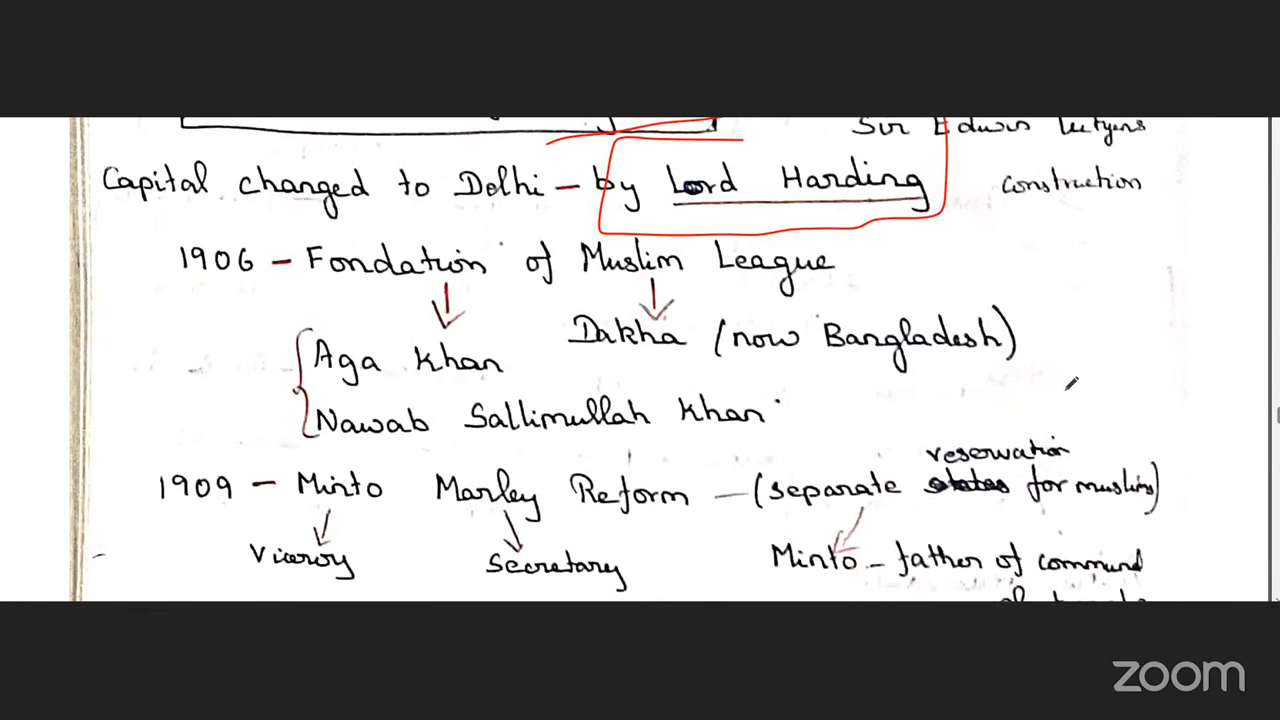 Sir Edwin lutyens
Capital changed to Delhi - by Lord Harding construction
1906 - Fondation of Muslim League
Dakha (now Bangladesh)
Aga Khan
Nawab Sallimullah Khan
reservation
1909 - Minto Marley Reform - (separate states for muslims)
Viceroy Secretary Minto - father of communal
zoom